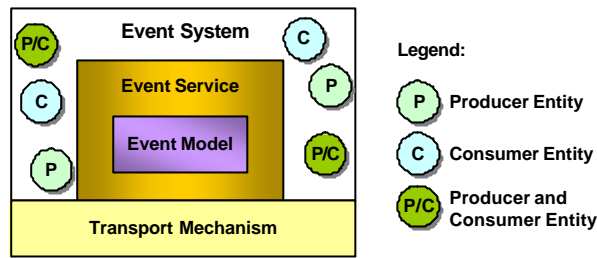 P/C
Event System
C
Event Service
P
C
Event Model
P/C
P
Transport Mechanism
Legend:
P Producer Entity
C Consumer Entity
P/C Producer and
Consumer Entity